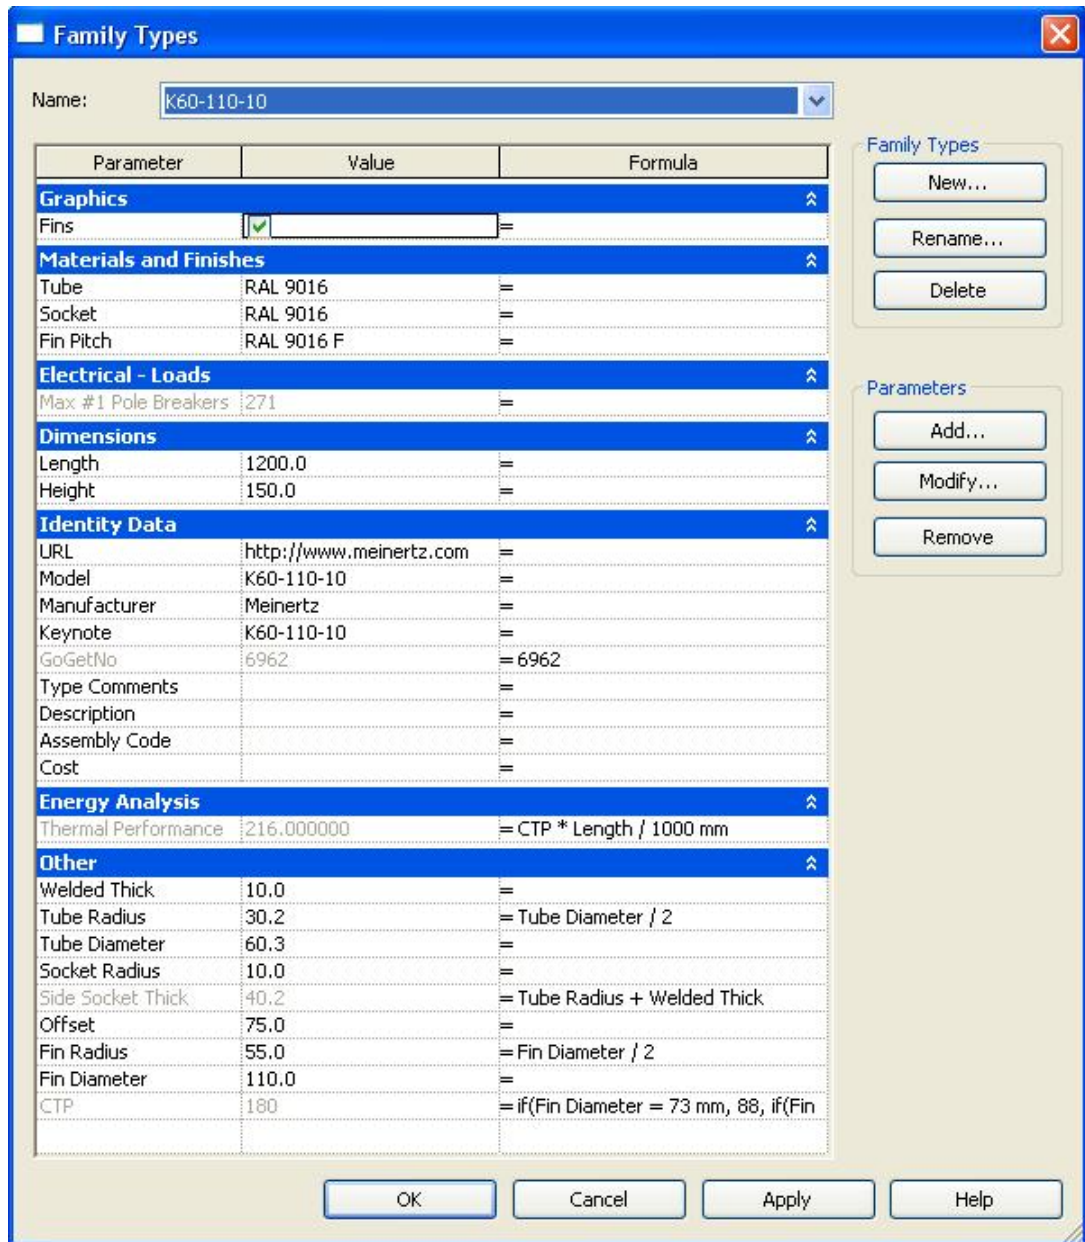 Family Types
Name: K60-110-10
Parameter Value Formula
Graphics
Fins =
Materials and Finishes
Tube RAL 9016 =
Socket RAL 9016 =
Fin Pitch RAL 9016 F =
Electrical - Loads
Max #1 Pole Breakers 271 =
Dimensions
Length 1200.0 =
Height 150.0 =
Identity Data
URL http://www.meinertz.com =
Model K60-110-10 =
Manufacturer Meinertz =
Keynote K60-110-10 =
GoGetNo 6962 = 6962
Type Comments =
Description =
Assembly Code =
Cost =
Energy Analysis
Thermal Performance 216.000000 = CTP * Length / 1000 mm
Other
Welded Thick 10.0 =
Tube Radius 30.2 = Tube Diameter / 2
Tube Diameter 60.3 =
Socket Radius 10.0 =
Side Socket Thick 40.2 = Tube Radius + Welded Thick
Offset 75.0 =
Fin Radius 55.0 = Fin Diameter / 2
Fin Diameter 110.0 =
CTP 180 = if(Fin Diameter = 73 mm, 88, if(Fin
Family Types
New...
Rename...
Delete
Parameters
Add...
Modify...
Remove
OK Cancel Apply Help